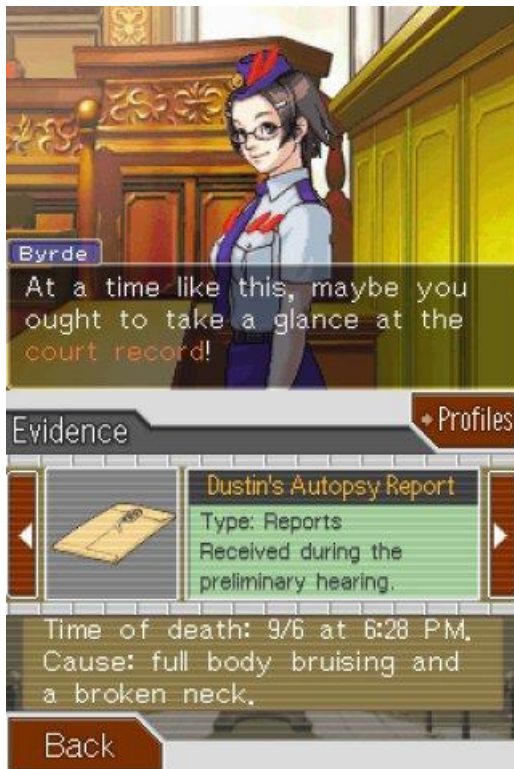 Byrde
At a time like this, maybe you
ought to take a glance at the
court record!
Profiles
Evidence
Dustin's Autopsy Report
Type: Reports
Received during the
preliminary hearing.
Time of death: 9/6 at 6:28 PM.
Cause: full body bruising and
a broken neck.
Back